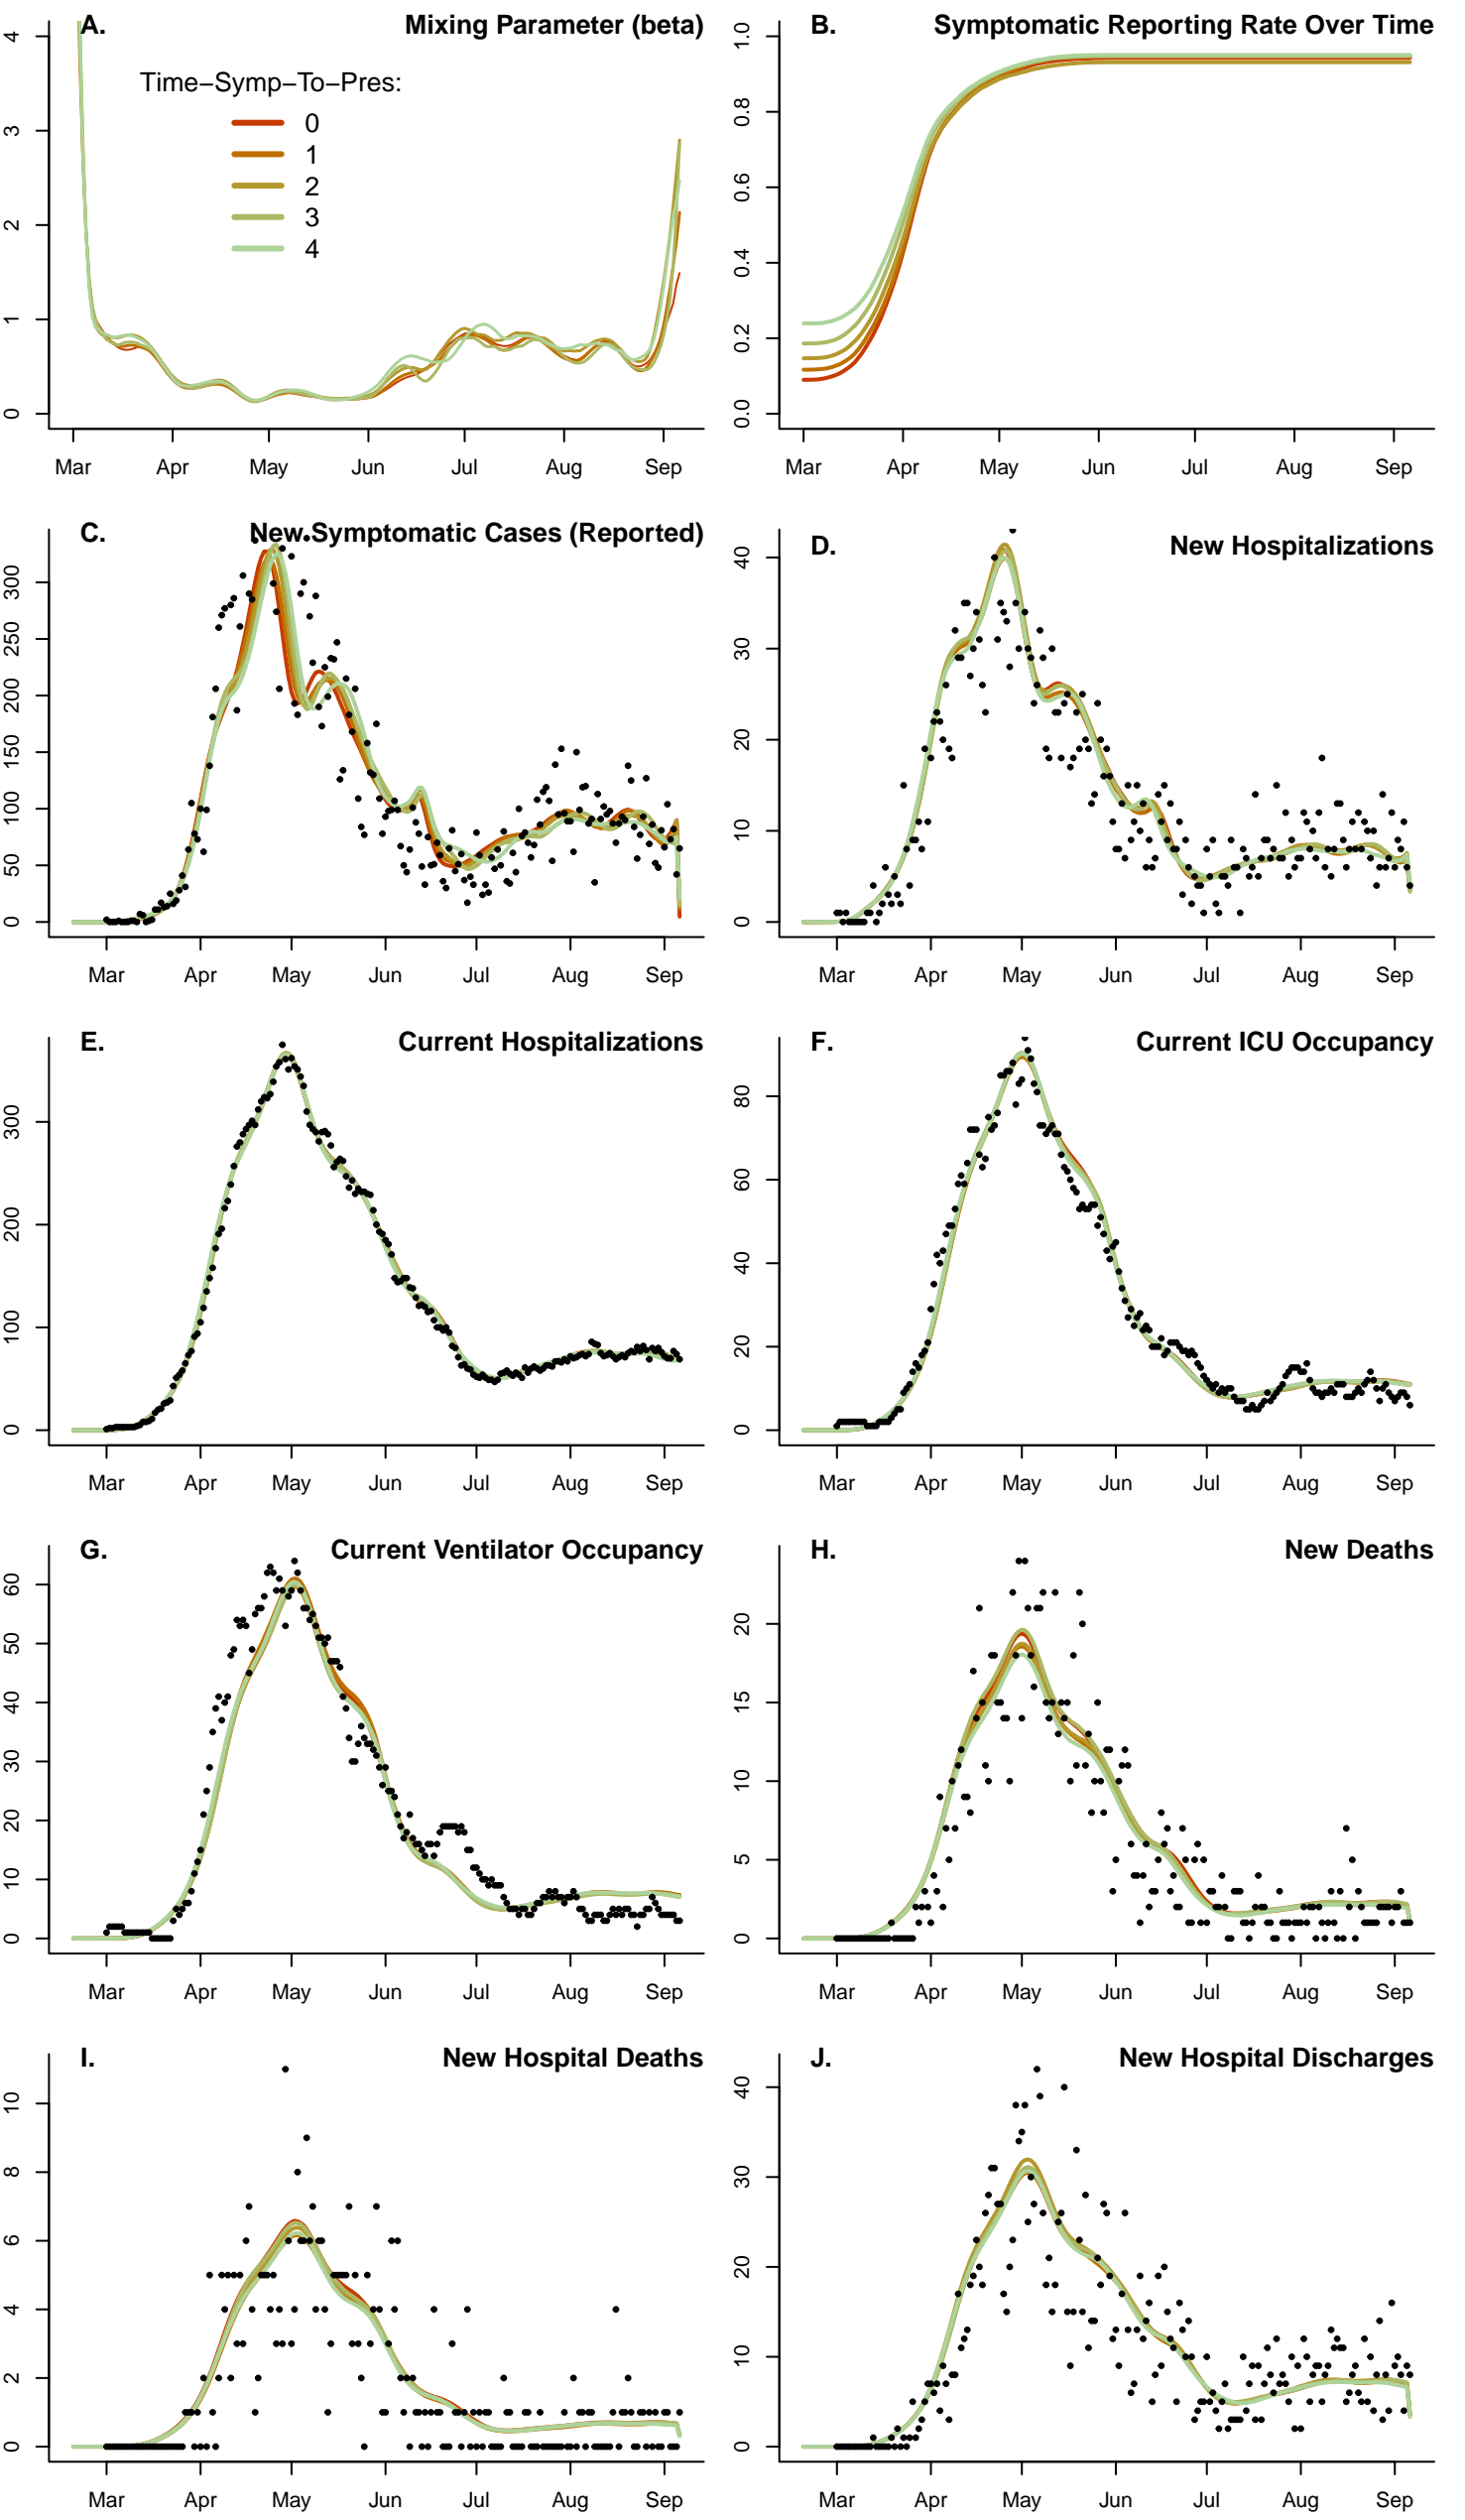 A. Mixing Parameter (beta)
Time−Symp−To−Pres:
0
1
2
3
4
4
3
2
1
0
Mar Apr May Jun Jul Aug Sep
B. Symptomatic Reporting Rate Over Time
1.0
0.8
0.6
0.4
0.2
0.0
Mar Apr May Jun Jul Aug Sep
C. New Symptomatic Cases (Reported)
300
250
200
150
100
50
0
Mar Apr May Jun Jul Aug Sep
D. New Hospitalizations
40
30
20
10
0
Mar Apr May Jun Jul Aug Sep
E. Current Hospitalizations
300
200
100
0
Mar Apr May Jun Jul Aug Sep
F. Current ICU Occupancy
80
60
40
20
0
Mar Apr May Jun Jul Aug Sep
G. Current Ventilator Occupancy
60
50
40
30
20
10
0
Mar Apr May Jun Jul Aug Sep
H. New Deaths
20
15
10
5
0
Mar Apr May Jun Jul Aug Sep
I. New Hospital Deaths
10
8
6
4
2
0
Mar Apr May Jun Jul Aug Sep
J. New Hospital Discharges
40
30
20
10
0
Mar Apr May Jun Jul Aug Sep